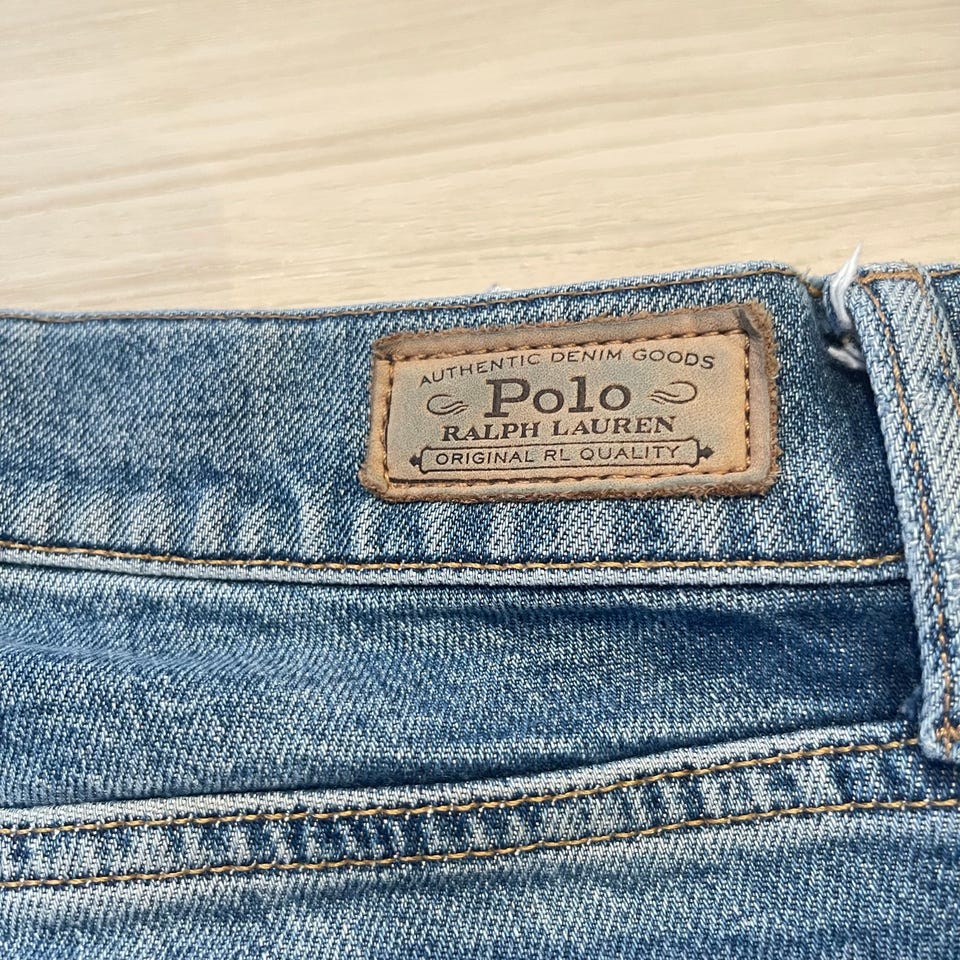 AUTHENTIC DENIM GOODS
Polo
RALPH LAUREN
ORIGINAL RL QUALITY